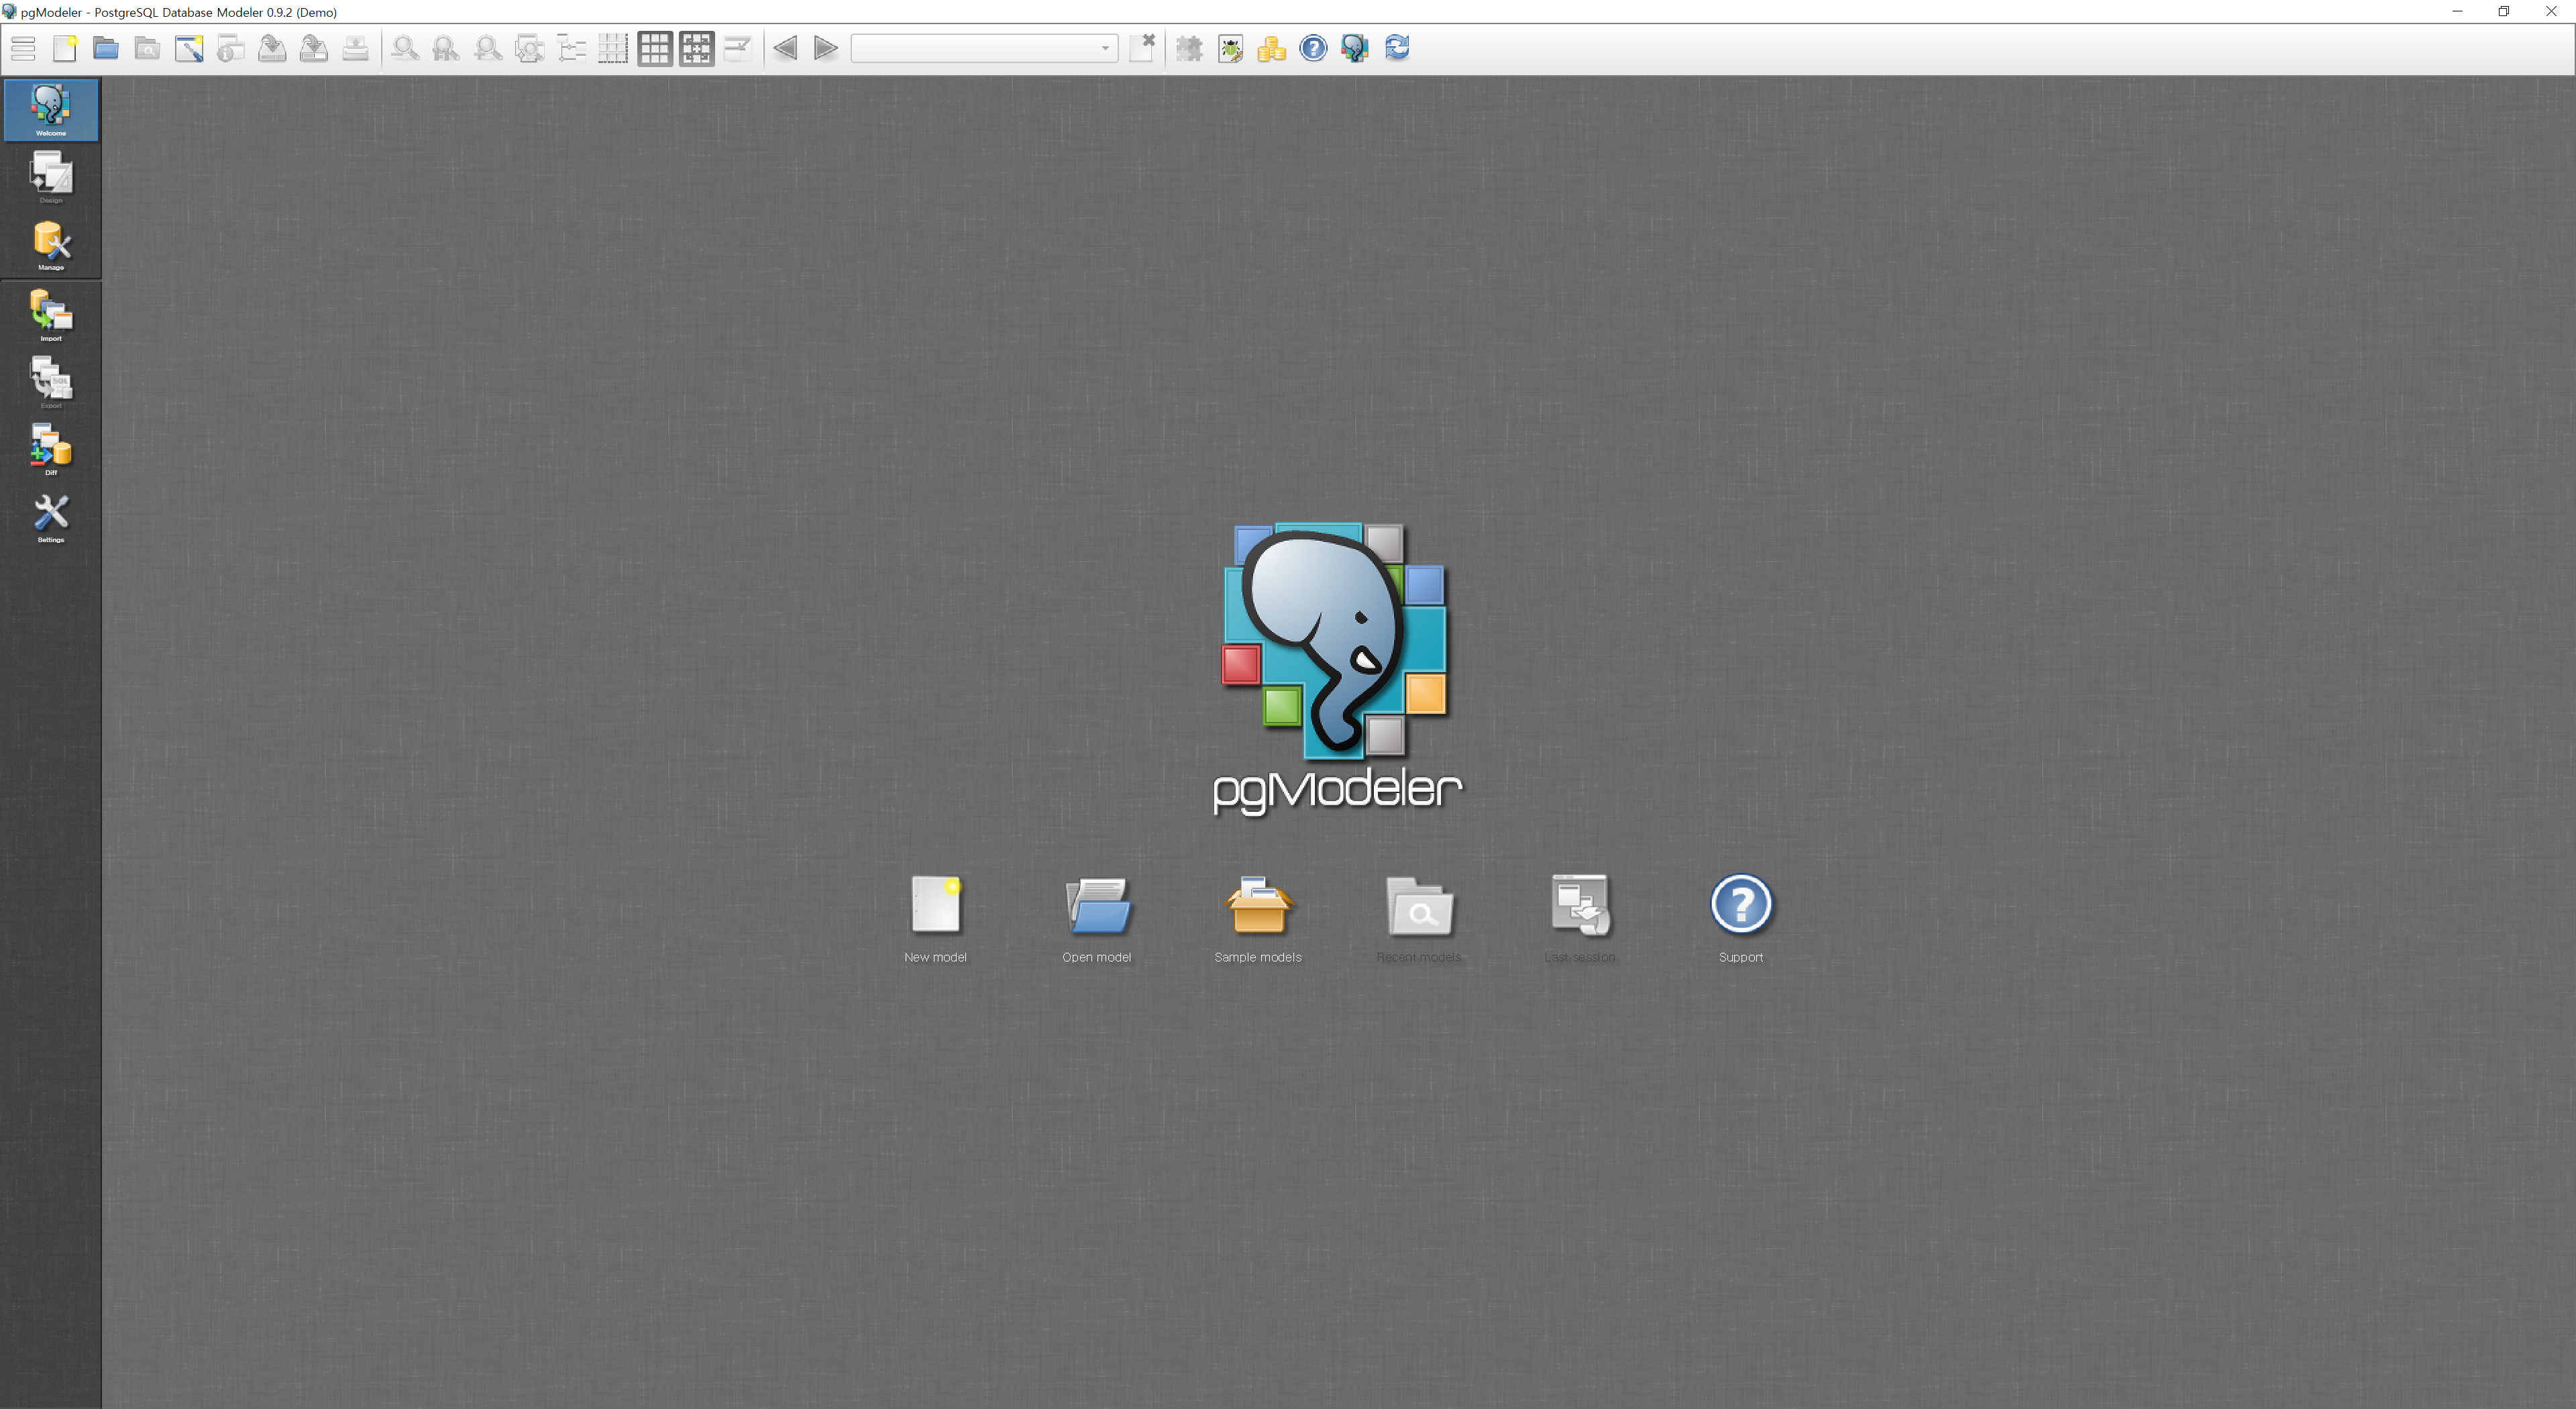 pgModeler - PostgreSQL Database Modeler 0.9.2 (Demo)
Welcome
Design
Manage
Import
SQL
Export
Diff
Settings
pgModeler
New model
Open model
Sample models
Recent models
Last session
Support